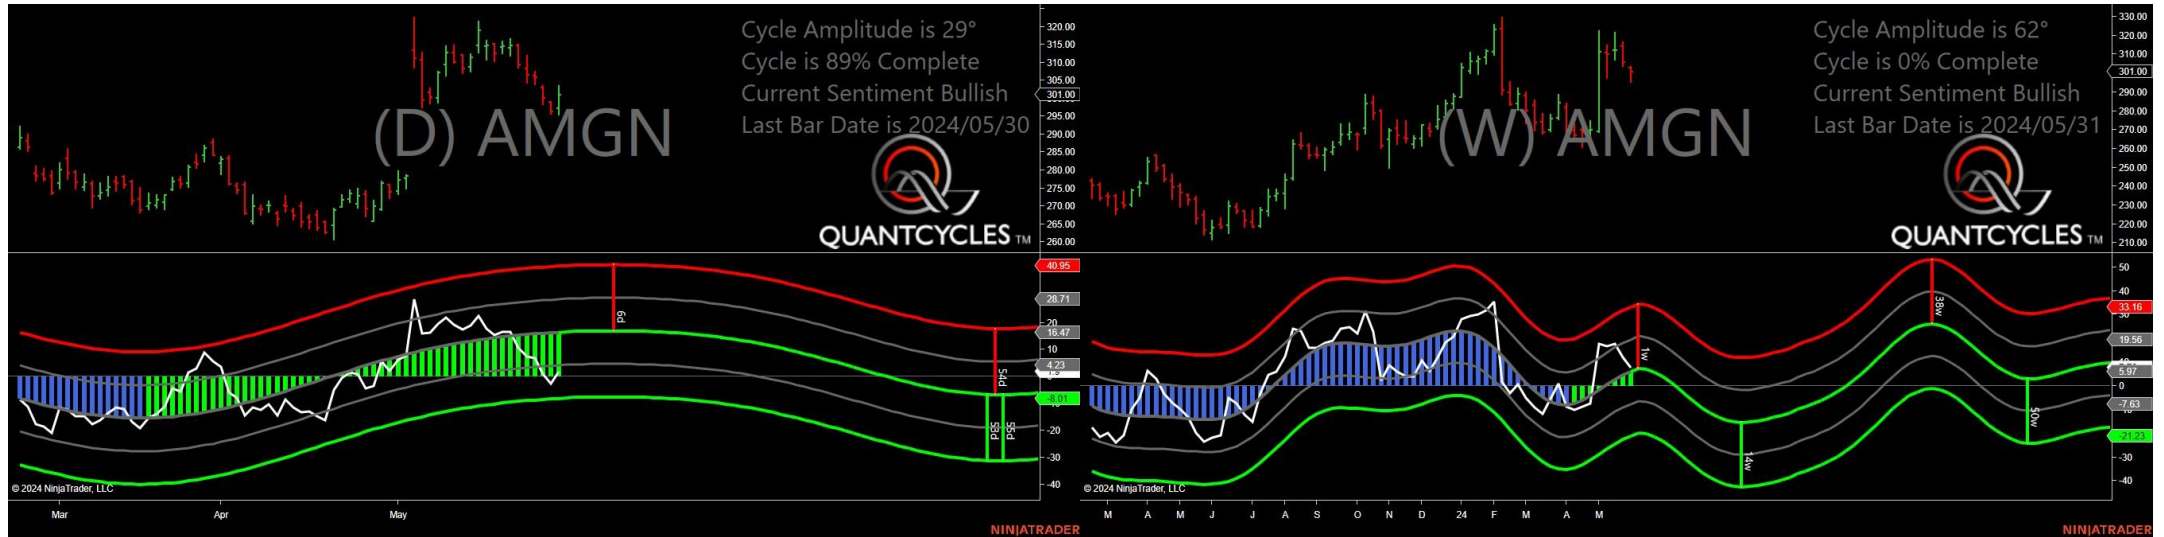 Cycle Amplitude is 29°
Cycle is 89% Complete
Current Sentiment Bullish
Last Bar Date is 2024/05/30
(D) AMGN
QUANTCYCLES TM
320.00
315.00
310.00
305.00
301.00
295.00
290.00
285.00
280.00
275.00
270.00
265.00
260.00
40.95
28.71
20
16.47
10
4.23
-8.01
-20
-30
-40
6d
54d
53d
55d
© 2024 NinjaTrader, LLC
Mar Apr May
NINJATRADER
Cycle Amplitude is 62°
Cycle is 0% Complete
Current Sentiment Bullish
Last Bar Date is 2024/05/31
(W) AMGN
QUANTCYCLES TM
330.00
320.00
310.00
301.00
290.00
280.00
270.00
260.00
250.00
240.00
230.00
220.00
210.00
50
40
33.16
30
19.56
5.97
0
-7.63
-21.23
-30
-40
1w
14w
38w
50w
© 2024 NinjaTrader, LLC
M A M J J A S O N D 24 F M A M
NINJATRADER